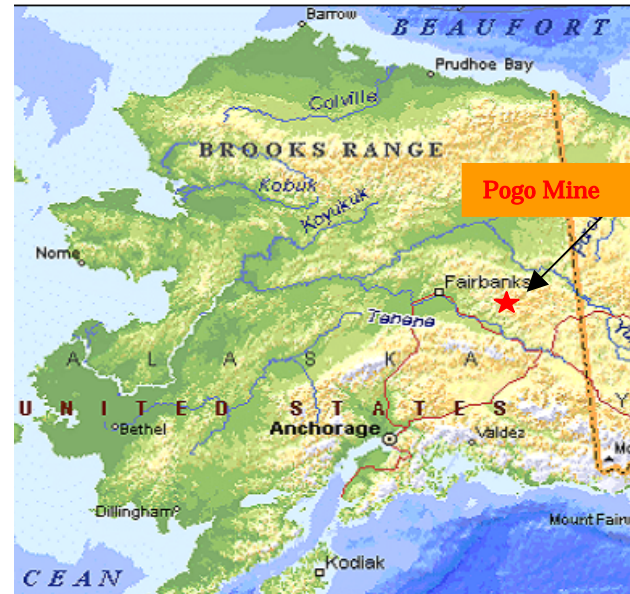 Barrow
BEAUFORT
Prudhoe Bay
Colville
BROOKS RANGE
Pogo Mine
Kobuk
Koyukuk
Nome
Fairbanks
Tanana
ALASKA
UNITED STATES
Y
Bethel
Anchorage
Valdez
Dillingham
Mount Fair
Kodiak
CEAN